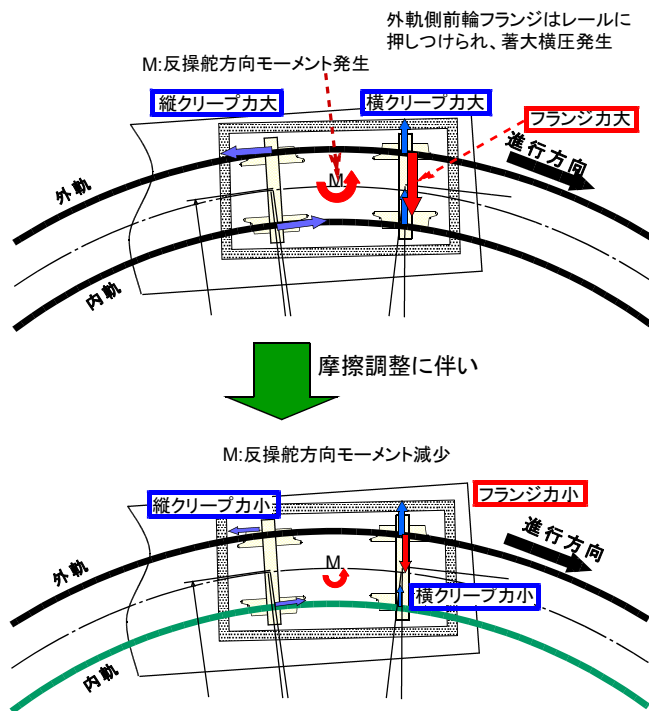 外軌側前輪フランジはレールに
押しつけられ、著大横圧発生
M:反操舵方向モーメント発生
縦クリープ力大
横クリープ力大
フランジ力大
進行方向
M
外軌
内軌
摩擦調整に伴い
M:反操舵方向モーメント減少
縦クリープ力小
フランジ力小
進行方向
M
外軌
横クリープ力小
内軌